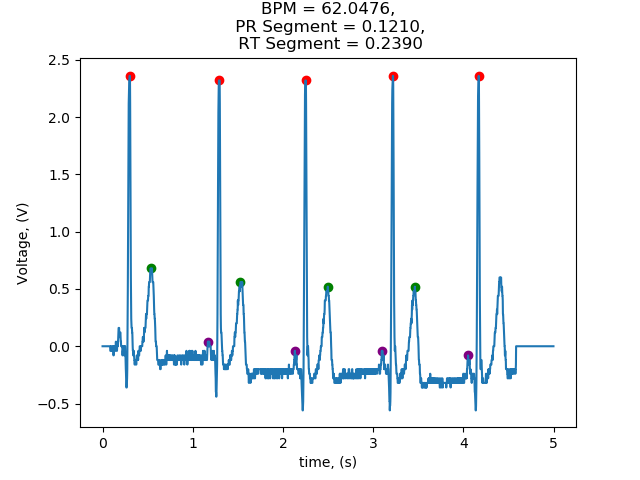 BPM = 62.0476,
PR Segment = 0.1210,
RT Segment = 0.2390
2.5
2.0
1.5
1.0
0.5
0.0
−0.5
Voltage, (V)
0 1 2 3 4 5
time, (s)